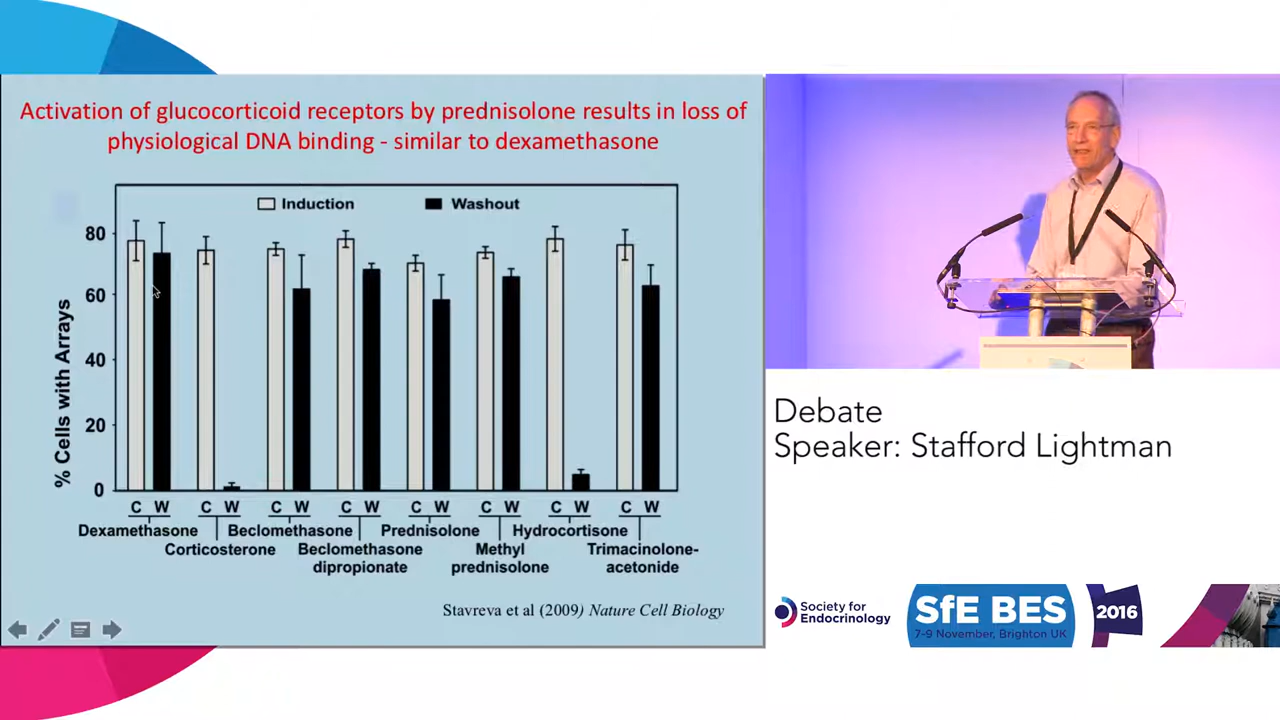 Activation of glucocorticoid receptors by prednisolone results in loss of
physiological DNA binding - similar to dexamethasone
Induction
Washout
% Cells with Arrays
80
60
40
20
0
C W C W C W C W C W C W C W C W
Dexamethasone
Beclomethasone
Prednisolone
Hydrocortisone
Corticosterone
Beclomethasone
dipropionate
Methyl
prednisolone
Trimacinolone-
acetonide
Stavreva et al (2009) Nature Cell Biology
Debate
Speaker: Stafford Lightman
Society for
Endocrinology
SfE BES
7-9 November, Brighton UK
2016